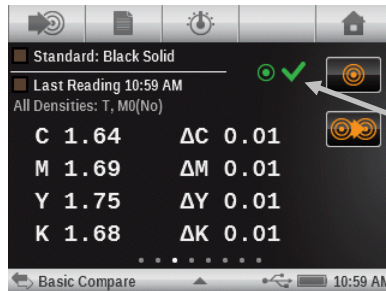 Standard: Black Solid
Last Reading 10:59 AM
All Densities: T, M0(No)
C 1.64 ΔC 0.01
M 1.69 ΔM 0.01
Y 1.75 ΔY 0.01
K 1.68 ΔK 0.01
Basic Compare 10:59 AM